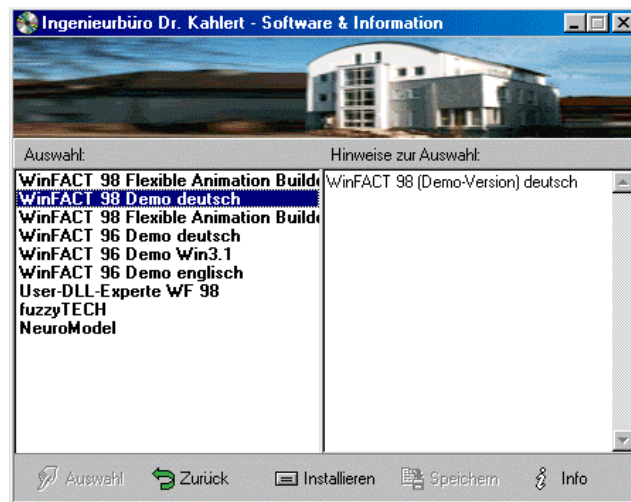 Ingenieurbüro Dr. Kahlert - Software & Information
Auswahl:
Hinweise zur Auswahl:
WinFACT 98 Flexible Animation Builde
WinFACT 98 Demo deutsch
WinFACT 98 Flexible Animation Builde
WinFACT 96 Demo deutsch
WinFACT 96 Demo Win3.1
WinFACT 96 Demo englisch
User-DLL-Experte WF 98
fuzzyTECH
NeuroModel
WinFACT 98 (Demo-Version) deutsch
Auswahl
Zurück
Installieren
Speichern
Info